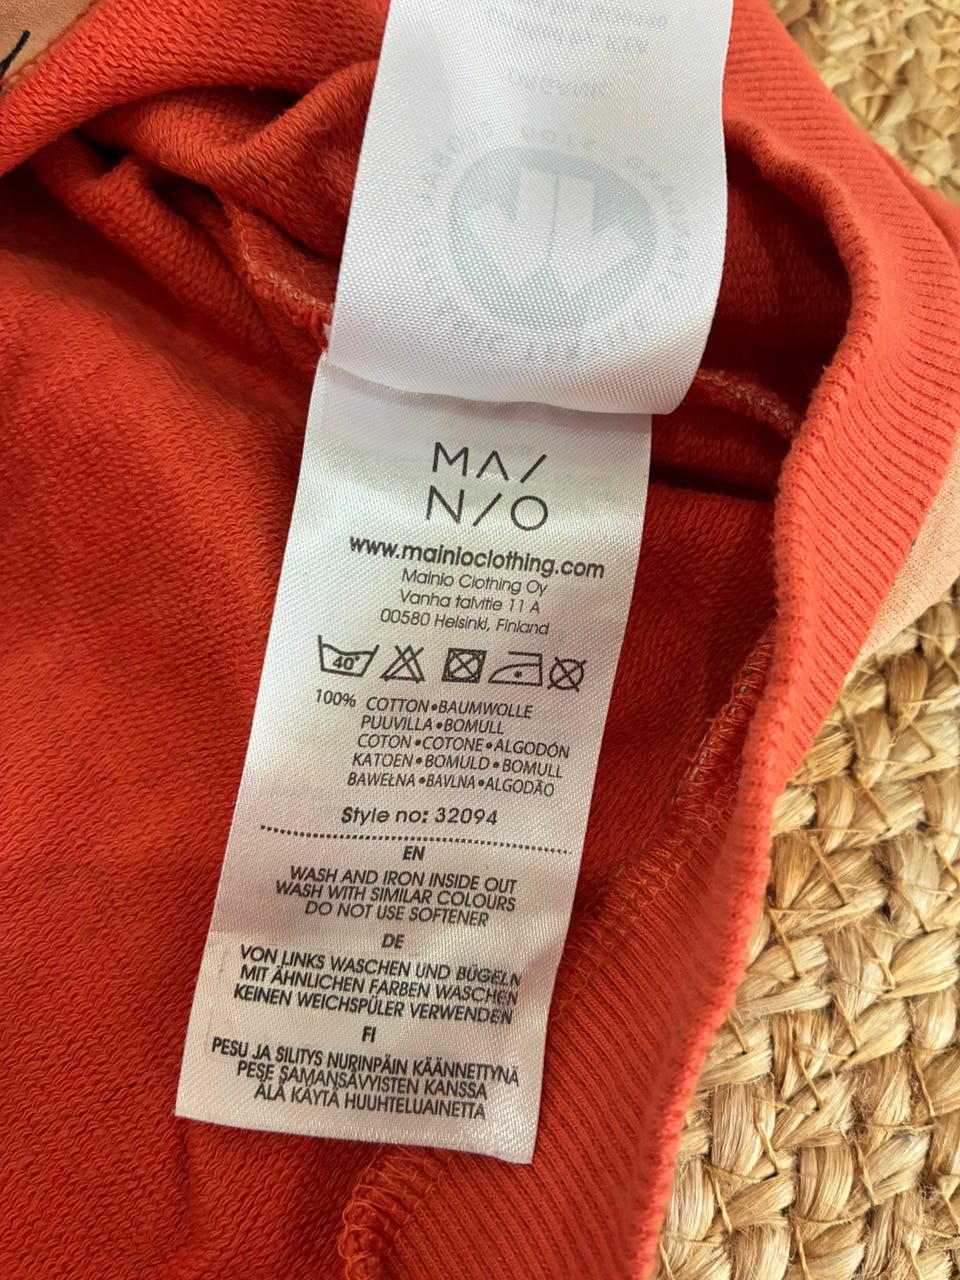 MA/
N/O
www.mainioclothing.com
Mainio Clothing Oy
Vanha talvitie 11 A
00580 Helsinki, Finland
40°
100% COTTON•BAUMWOLLE
PUUVILLA•BOMULL
COTON•COTONE•ALGODÓN
KATOEN•BOMULD•BOMULL
BAWEŁNA•BAVLNA•ALGODÃO
Style no: 32094
EN
WASH AND IRON INSIDE OUT
WASH WITH SIMILAR COLOURS
DO NOT USE SOFTENER
DE
VON LINKS WASCHEN UND BÜGELN
MIT ÄHNLICHEN FARBEN WASCHEN
KEINEN WEICHSPÜLER VERWENDEN
FI
PESU JA SILITYS NURINPÄIN KÄÄNNETTYNÄ
PESE SAMANSÄVYISTEN KANSSA
ÄLÄ KÄYTÄ HUUHTELUAINETTA